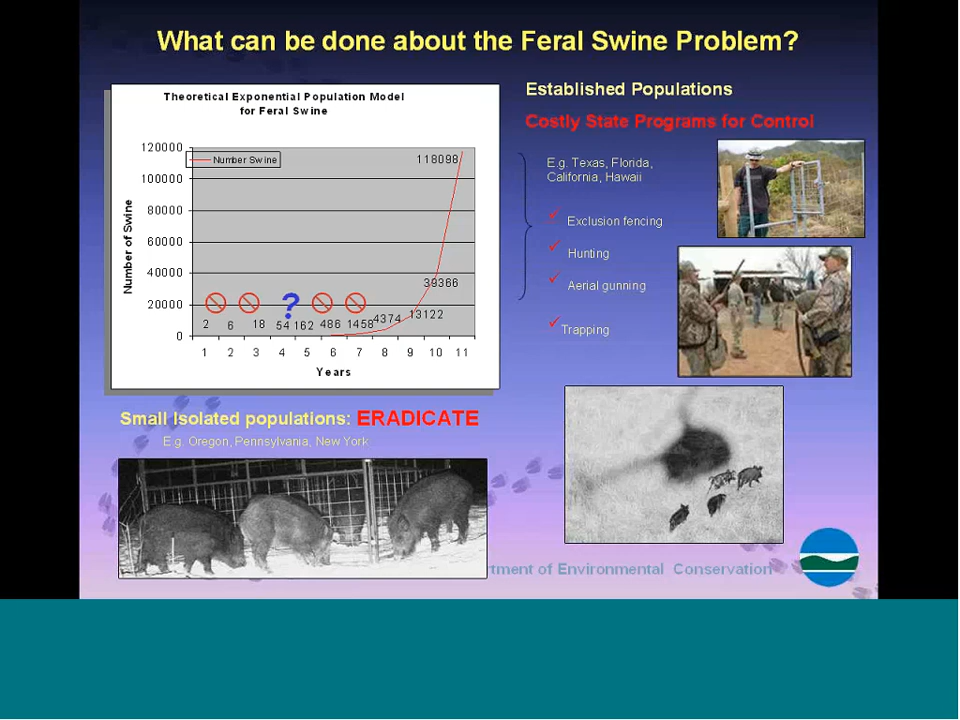 What can be done about the Feral Swine Problem?
Theoretical Exponential Population Model
for Feral Swine
Number of Swine
120000
100000
80000
60000
40000
20000
0
Number Swine
118098
39366
13122
4374
1458
486
162
54
18
6
2
?
1 2 3 4 5 6 7 8 9 10 11
Years
Small Isolated populations: ERADICATE
E.g. Oregon, Pennsylvania, New York
Established Populations
Costly State Programs for Control
E.g. Texas, Florida,
California, Hawaii
Exclusion fencing
Hunting
Aerial gunning
Trapping
of Environmental Conservation